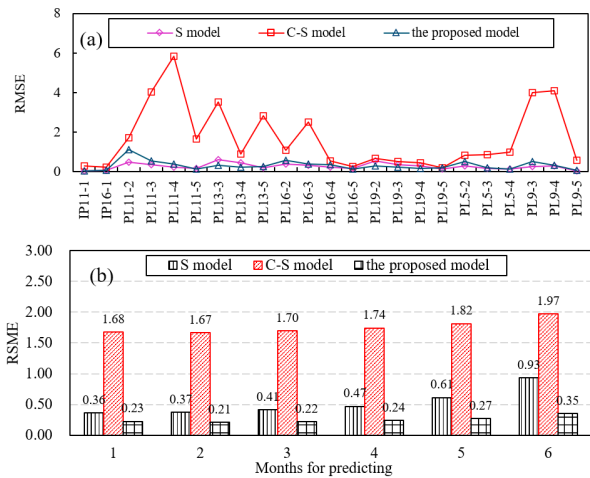 8
6
4
2
0
RMSE
(a)
S model
C-S model
the proposed model
IP11-1
IP16-1
PL11-2
PL11-3
PL11-4
PL11-5
PL13-3
PL13-4
PL13-5
PL16-2
PL16-3
PL16-4
PL16-5
PL19-2
PL19-3
PL19-4
PL19-5
PL5-2
PL5-3
PL5-4
PL9-3
PL9-4
PL9-5
3.00
2.50
2.00
1.50
1.00
0.50
0.00
RSME
(b)
S model
C-S model
the proposed model
0.36 1.68 0.23
0.37 1.67 0.21
0.41 1.70 0.22
0.47 1.74 0.24
0.61 1.82 0.27
0.93 1.97 0.35
1 2 3 4 5 6
Months for predicting